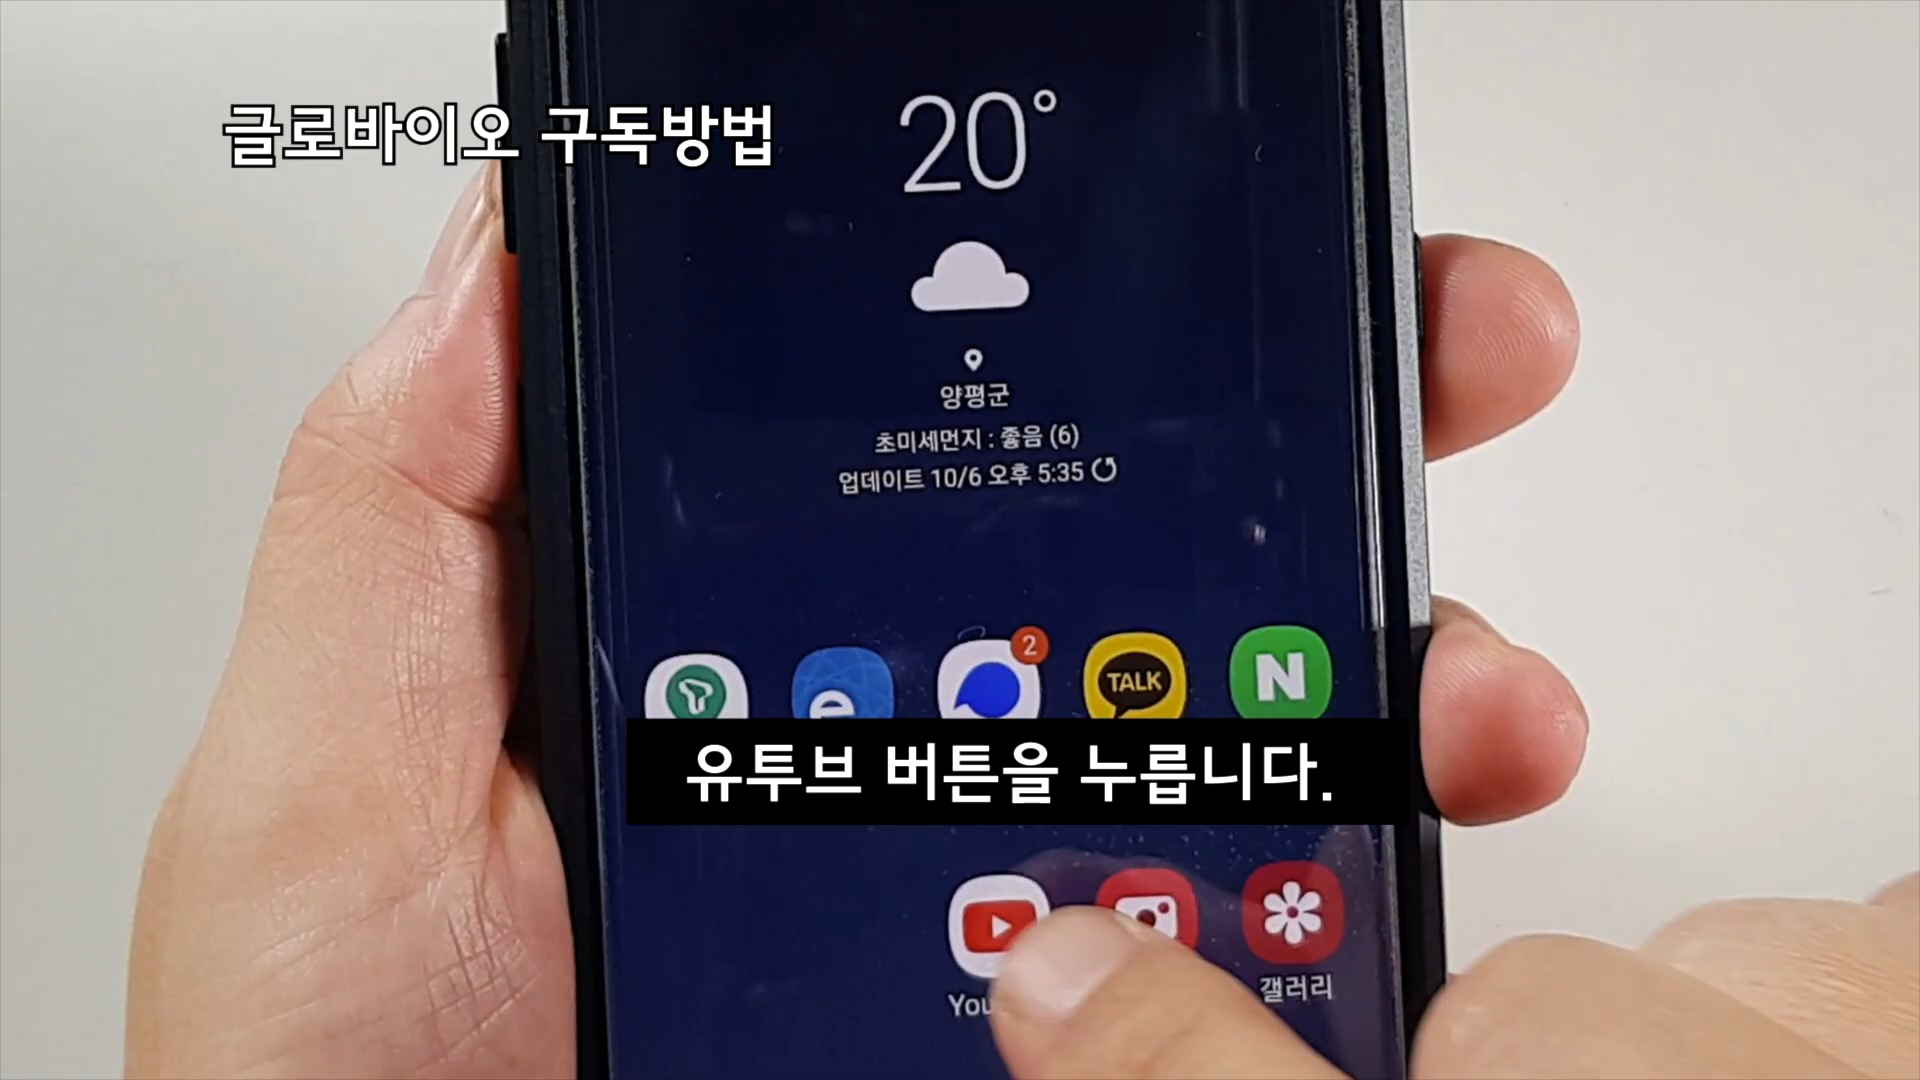 글로바이오 구독방법
20°
양평군
초미세먼지 : 좋음 (6)
업데이트 10/6 오후 5:35
2
TALK
N
유투브 버튼을 누릅니다.
갤러리